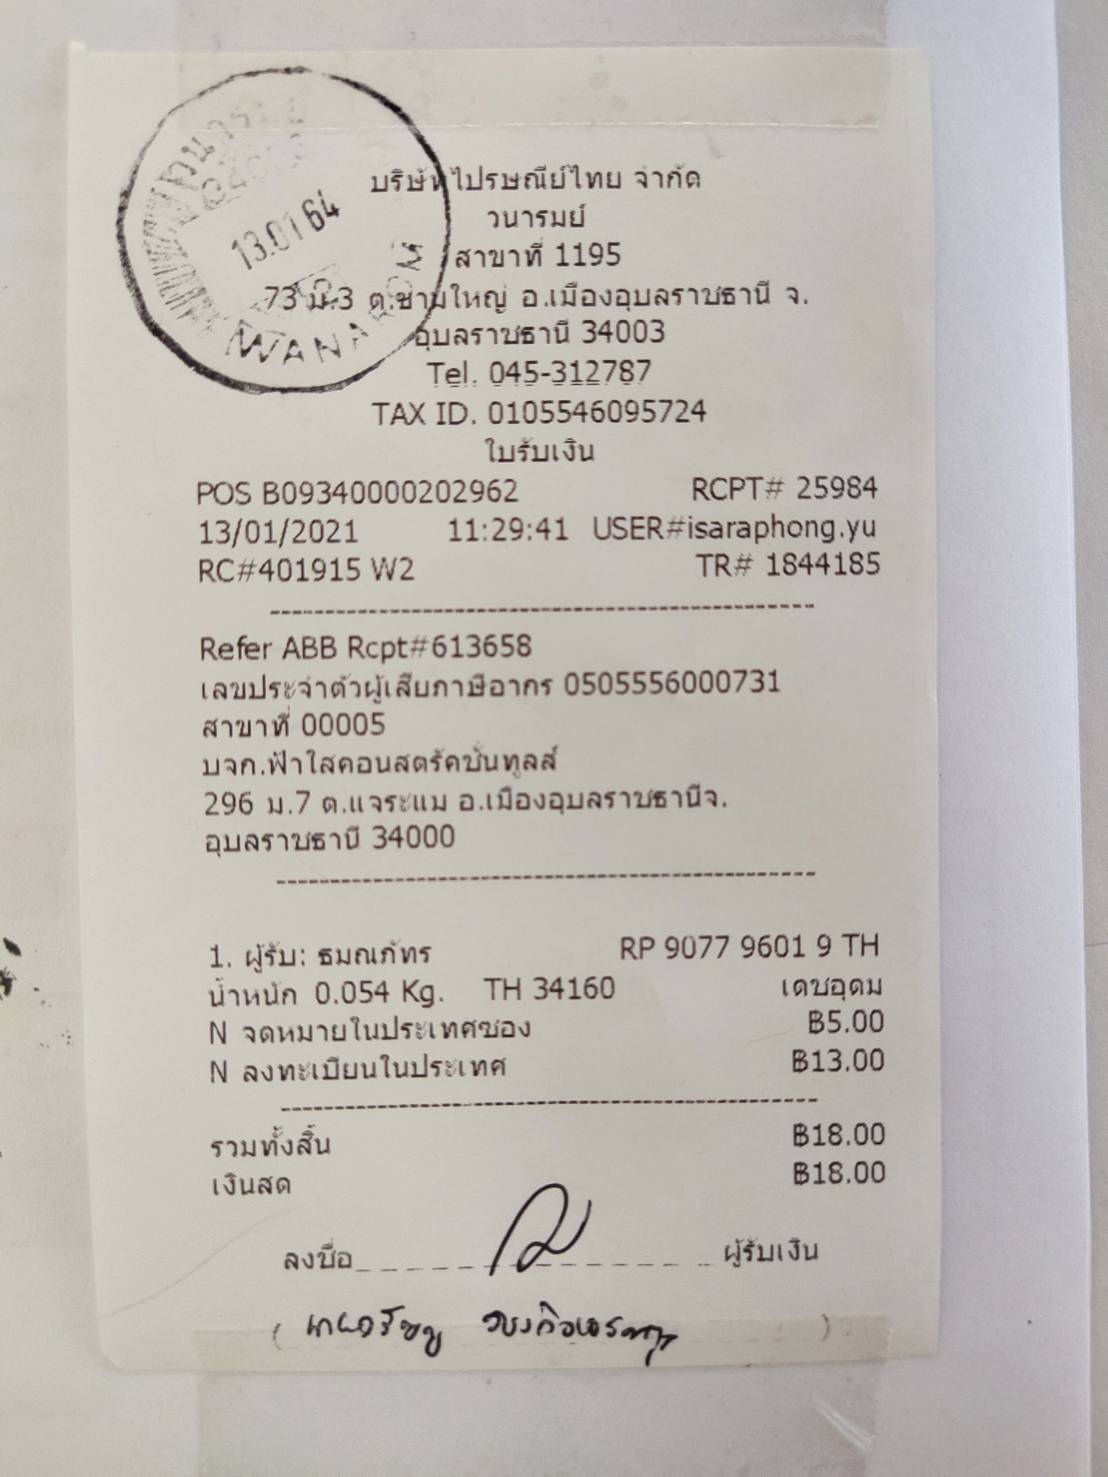 13.01 64
WANAROM
บริษัทไปรษณีย์ไทย จำกัด
วนารมย์
สาขาที่ 1195
73 ม.3 ต.ขามใหญ่ อ.เมืองอุบลราชธานี จ.
อุบลราชธานี 34003
Tel. 045-312787
TAX ID. 0105546095724
ใบรับเงิน
POS B09340000202962 RCPT# 25984
13/01/2021 11:29:41 USER#isaraphong.yu
RC#401915 W2 TR# 1844185
Refer ABB Rcpt#613658
เลขประจำตัวผู้เสียภาษีอากร 0505556000731
สาขาที่ 00005
บจก.ฟ้าใสคอนสตรัคชั่นทูลส์
296 ม.7 ต.แจระแม อ.เมืองอุบลราชธานีจ.
อุบลราชธานี 34000
1. ผู้รับ: ธมณภัทร RP 9077 9601 9 TH
น้ำหนัก 0.054 Kg. TH 34160 เดชอุดม
N จดหมายในประเทศซอง ฿5.00
N ลงทะเบียนในประเทศ ฿13.00
รวมทั้งสิ้น ฿18.00
เงินสด ฿18.00
ลงชื่อ ผู้รับเงิน